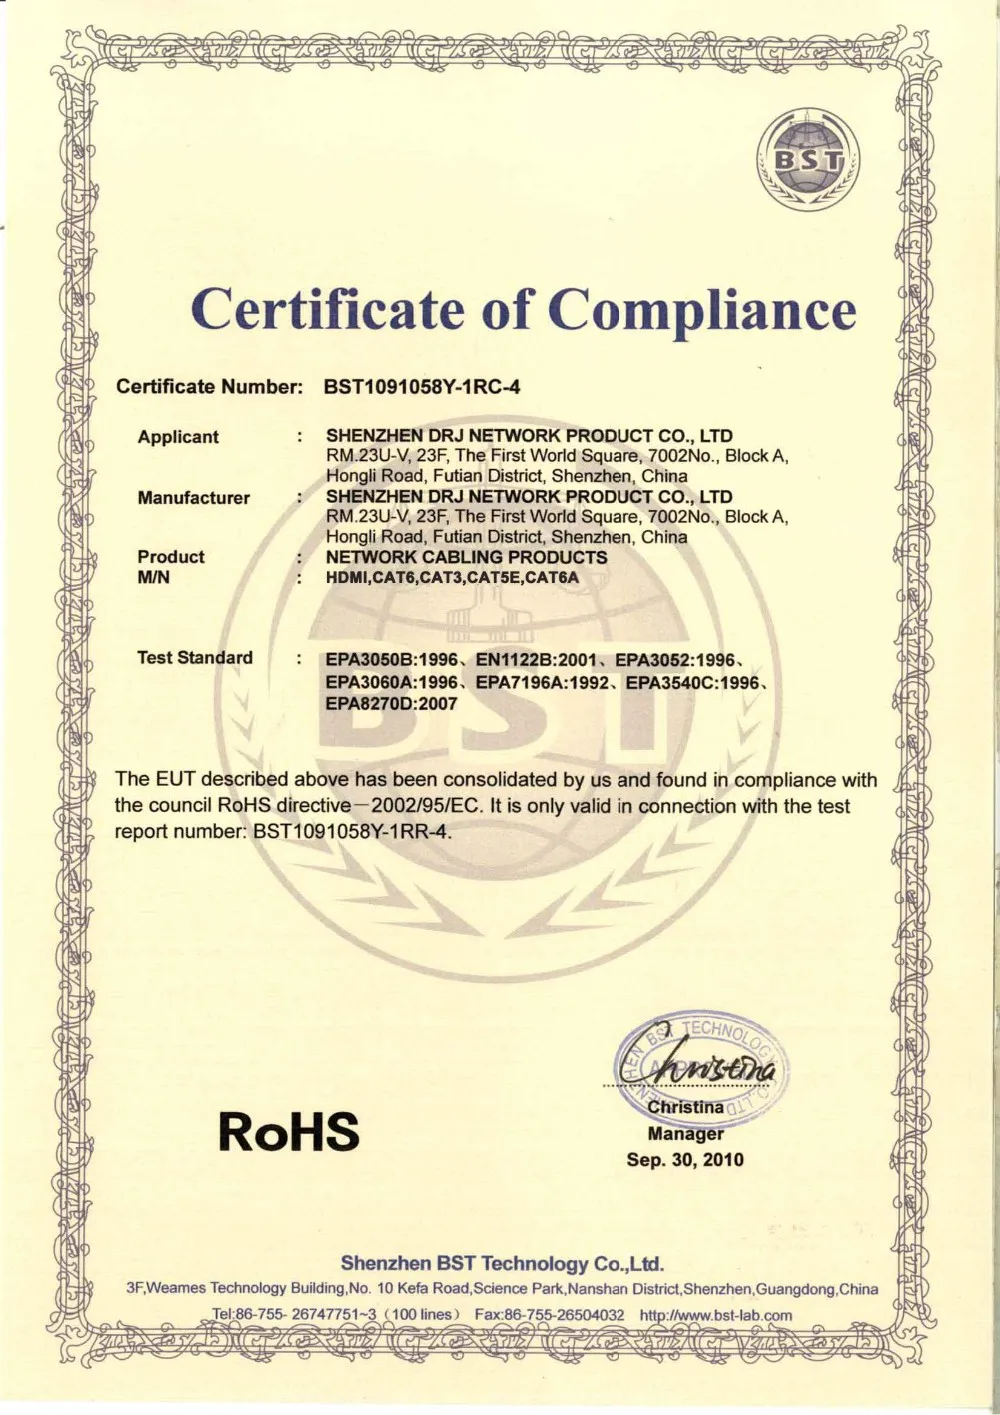 BST
Certificate of Compliance
Certificate Number: BST1091058Y-1RC-4
Applicant : SHENZHEN DRJ NETWORK PRODUCT CO., LTD
RM.23U-V, 23F, The First World Square, 7002No., Block A,
Hongli Road, Futian District, Shenzhen, China
Manufacturer : SHENZHEN DRJ NETWORK PRODUCT CO., LTD
RM.23U-V, 23F, The First World Square, 7002No., Block A,
Hongli Road, Futian District, Shenzhen, China
Product : NETWORK CABLING PRODUCTS
M/N : HDMI,CAT6,CAT3,CAT5E,CAT6A
Test Standard : EPA3050B:1996、EN1122B:2001、EPA3052:1996、
EPA3060A:1996、EPA7196A:1992、EPA3540C:1996、
EPA8270D:2007
BST
The EUT described above has been consolidated by us and found in compliance with
the council RoHS directive－2002/95/EC. It is only valid in connection with the test
report number: BST1091058Y-1RR-4.
BST TECHNOLOGY
Christina
Christina
Manager
Sep. 30, 2010
RoHS
Shenzhen BST Technology Co.,Ltd.
3F,Weames Technology Building,No. 10 Kefa Road,Science Park,Nanshan District,Shenzhen,Guangdong,China
Tel:86-755- 26747751~3（100 lines） Fax:86-755-26504032 http://www.bst-lab.com